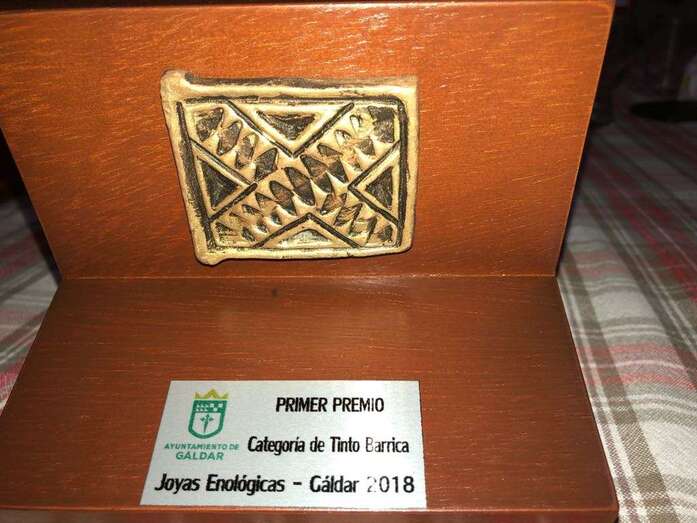 PRIMER PREMIO
AYUNTAMIENTO DE
GÁLDAR
Categoría de Tinto Barrica
Joyas Enológicas - Gáldar 2018